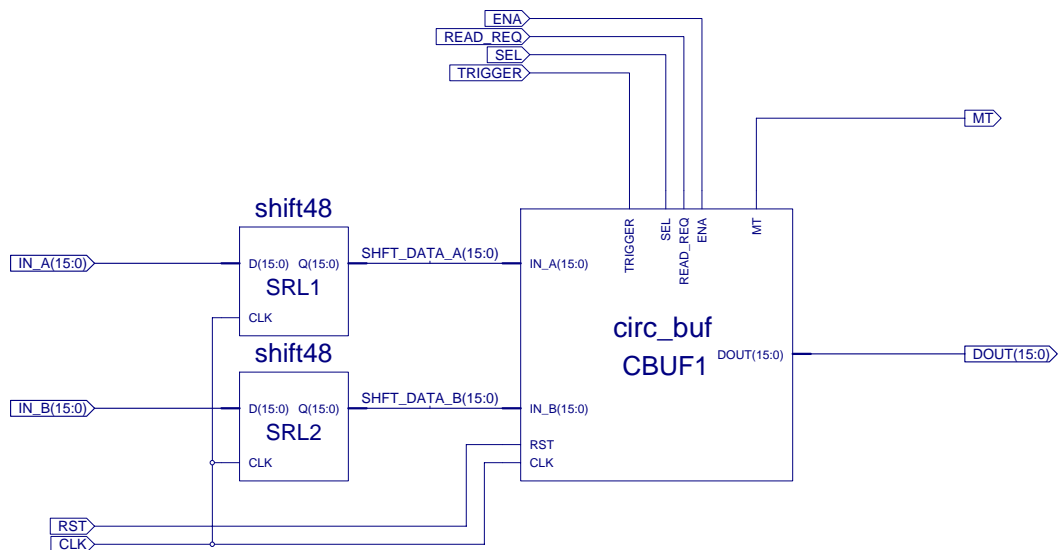 ENA
READ_REQ
SEL
TRIGGER
MT
TRIGGER
SEL
READ_REQ
ENA
MT
shift48
IN_A(15:0)
D(15:0) Q(15:0)
SRL1
CLK
SHFT_DATA_A(15:0)
IN_A(15:0)
circ_buf
CBUF1
DOUT(15:0)
DOUT(15:0)
shift48
IN_B(15:0)
D(15:0) Q(15:0)
SRL2
CLK
SHFT_DATA_B(15:0)
IN_B(15:0)
RST
CLK
RST
CLK